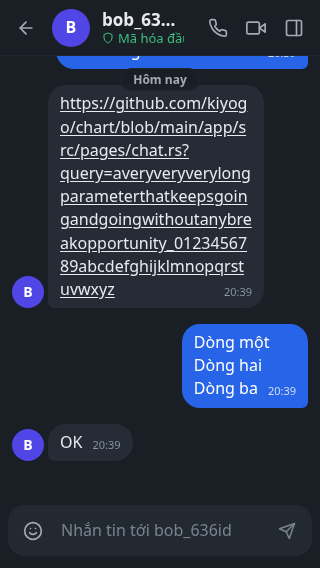 B
bob_63...
Mã hóa đầ
Hôm nay
https://github.com/kiyog
o/chart/blob/main/app/s
rc/pages/chat.rs?
query=averyveryverylong
parameterthatkeepsgoin
gandgoingwithoutanybre
akopportunity_01234567
89abcdefghijklmnopqrst
uvwxyz
20:39
B
Dòng một
Dòng hai
Dòng ba 20:39
B
OK 20:39
Nhắn tin tới bob_636id